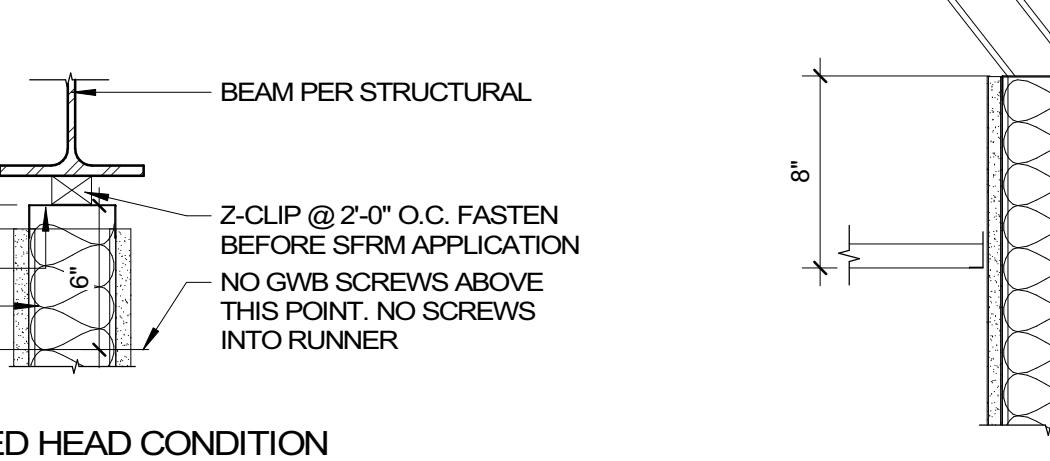 BEAM PER STRUCTURAL
Z-CLIP @ 2'-0" O.C. FASTEN
BEFORE SFRM APPLICATION
6"
NO GWB SCREWS ABOVE
THIS POINT. NO SCREWS
INTO RUNNER
ED HEAD CONDITION
8"